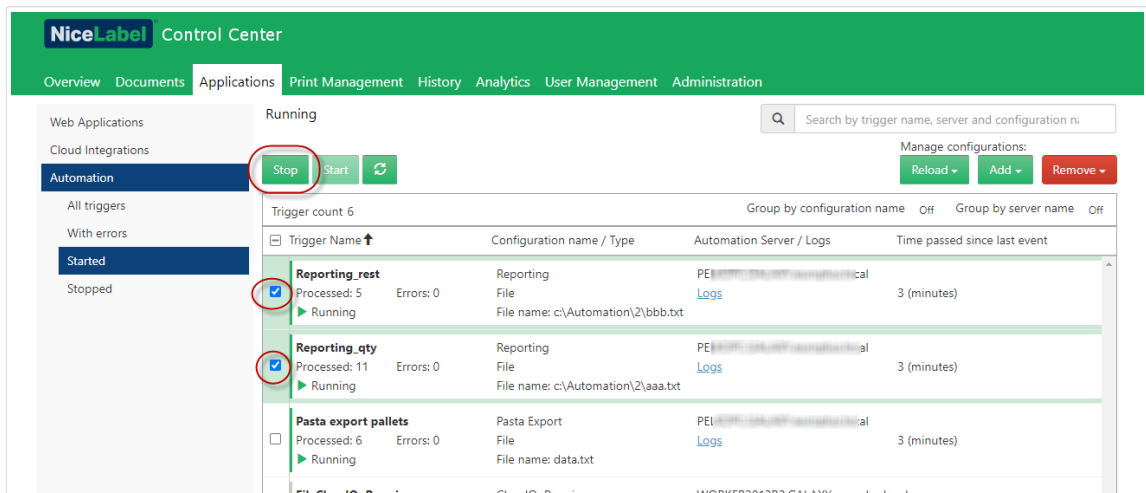 NiceLabel Control Center
Overview Documents Applications Print Management History Analytics User Management Administration
Web Applications
Cloud Integrations
Automation
All triggers
With errors
Started
Stopped
Running
Search by trigger name, server and configuration
Manage configurations:
Stop Start Reload Add Remove
Trigger count 6 Group by configuration name Off Group by server name Off
Trigger Name Configuration name / Type Automation Server / Logs Time passed since last event
Reporting_rest Reporting
Processed: 5 Errors: 0 File Logs 3 (minutes)
Running File name: c:\Automation\2\bbb.txt
Reporting_qty Reporting
Processed: 11 Errors: 0 File Logs 3 (minutes)
Running File name: c:\Automation\2\aaa.txt
Pasta export pallets Pasta Export
Processed: 6 Errors: 0 File Logs 3 (minutes)
Running File name: data.txt